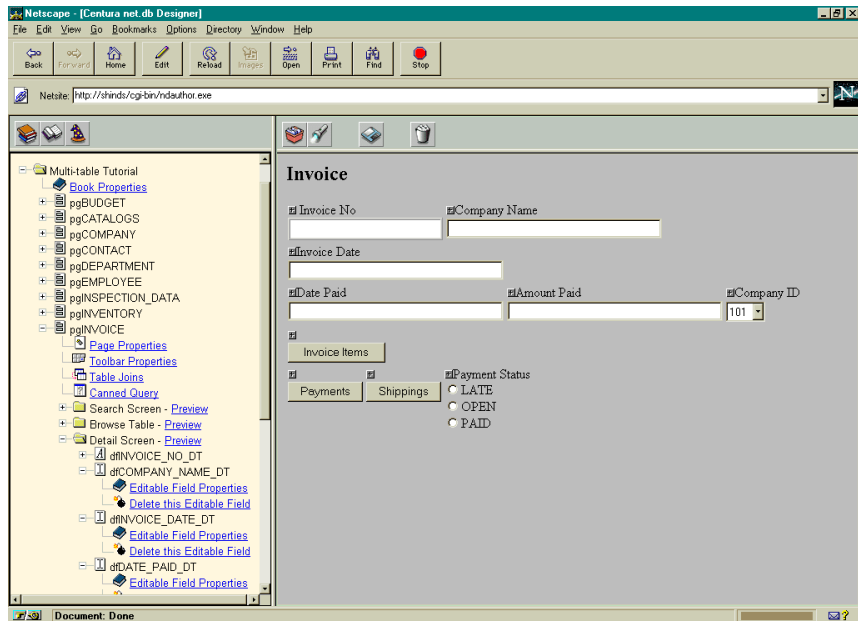 Netscape - [Centura net.db Designer]
File Edit View Go Bookmarks Options Directory Window Help
Back Forward Home Edit Reload Images Open Print Find Stop
Netsite: http://shinds/cgi-bin/ndauthor.exe
N
Multi-table Tutorial
Book Properties
pgBUDGET
pgCATALOGS
pgCOMPANY
pgCONTACT
pgDEPARTMENT
pgEMPLOYEE
pgINSPECTION_DATA
pgINVENTORY
pgINVOICE
Page Properties
Toolbar Properties
Table Joins
Canned Query
Search Screen - Preview
Browse Table - Preview
Detail Screen - Preview
dfINVOICE_NO_DT
dfCOMPANY_NAME_DT
Editable Field Properties
Delete this Editable Field
dfINVOICE_DATE_DT
Editable Field Properties
Delete this Editable Field
dfDATE_PAID_DT
Editable Field Properties
Invoice
Invoice No Company Name
Invoice Date
Date Paid Amount Paid Company ID
101
Invoice Items
Payment Status
Payments Shippings LATE
OPEN
PAID
Document: Done